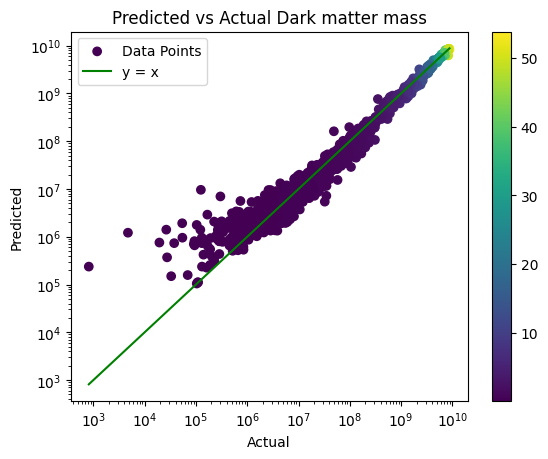 Predicted vs Actual Dark matter mass
Data Points
y = x
10^10
10^9
10^8
10^7
10^6
10^5
10^4
10^3
Predicted
10^3 10^4 10^5 10^6 10^7 10^8 10^9 10^10
Actual
50
40
30
20
10